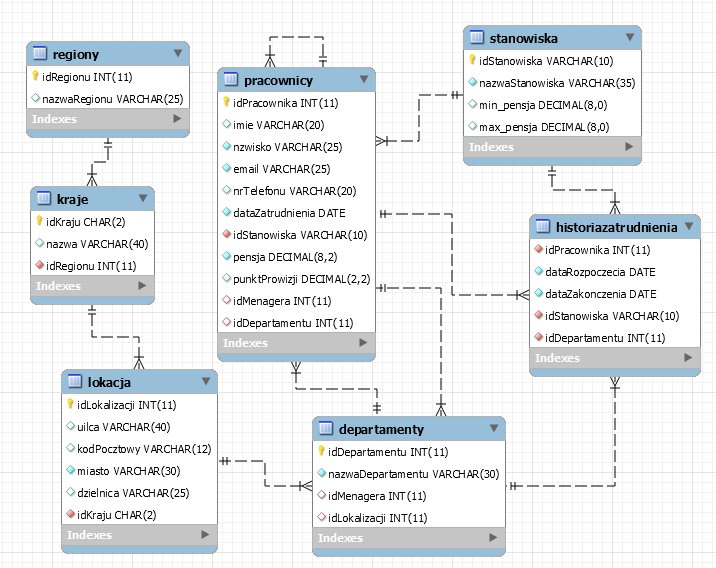 regiony
idRegionu INT(11)
nazwaRegionu VARCHAR(25)
Indexes
kraje
idKraju CHAR(2)
nazwa VARCHAR(40)
idRegionu INT(11)
Indexes
lokacja
idLokalizacji INT(11)
uilca VARCHAR(40)
kodPocztowy VARCHAR(12)
miasto VARCHAR(30)
dzielnica VARCHAR(25)
idKraju CHAR(2)
Indexes
pracownicy
idPracownika INT(11)
imie VARCHAR(20)
nzwisko VARCHAR(25)
email VARCHAR(25)
nrTelefonu VARCHAR(20)
dataZatrudnienia DATE
idStanowiska VARCHAR(10)
pensja DECIMAL(8,2)
punktProwizji DECIMAL(2,2)
idMenagera INT(11)
idDepartamentu INT(11)
Indexes
departamenty
idDepartamentu INT(11)
nazwaDepartamentu VARCHAR(30)
idMenagera INT(11)
idLokalizacji INT(11)
Indexes
stanowiska
idStanowiska VARCHAR(10)
nazwaStanowiska VARCHAR(35)
min_pensja DECIMAL(8,0)
max_pensja DECIMAL(8,0)
Indexes
historiazatrudnienia
idPracownika INT(11)
dataRozpoczecia DATE
dataZakonczenia DATE
idStanowiska VARCHAR(10)
idDepartamentu INT(11)
Indexes